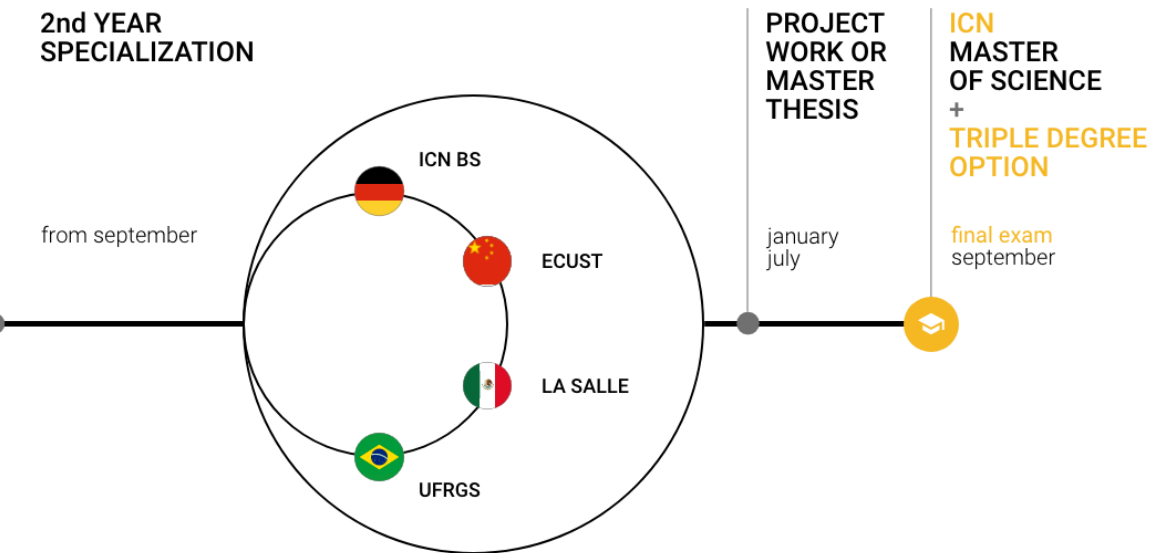 2nd YEAR
SPECIALIZATION
from september
ICN BS
ECUST
LA SALLE
UFRGS
PROJECT
WORK OR
MASTER
THESIS
january
july
ICN
MASTER
OF SCIENCE
+
TRIPLE DEGREE
OPTION
final exam
september